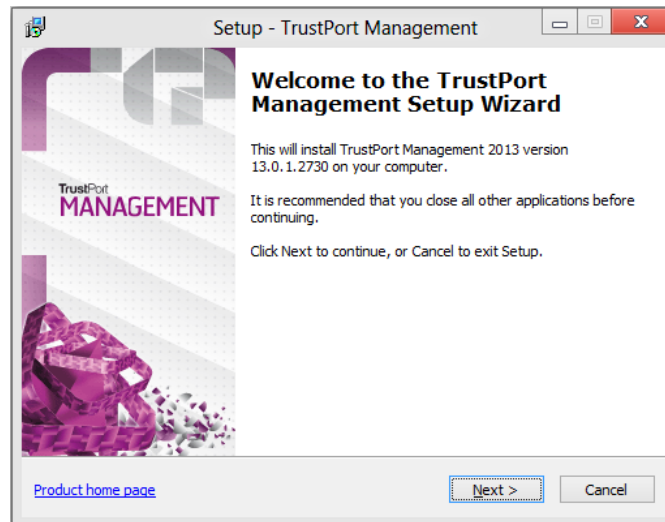 Setup - TrustPort Management
Welcome to the TrustPort
Management Setup Wizard
This will install TrustPort Management 2013 version
13.0.1.2730 on your computer.
It is recommended that you close all other applications before
continuing.
Click Next to continue, or Cancel to exit Setup.
TrustPort
MANAGEMENT
Product home page
Next >
Cancel